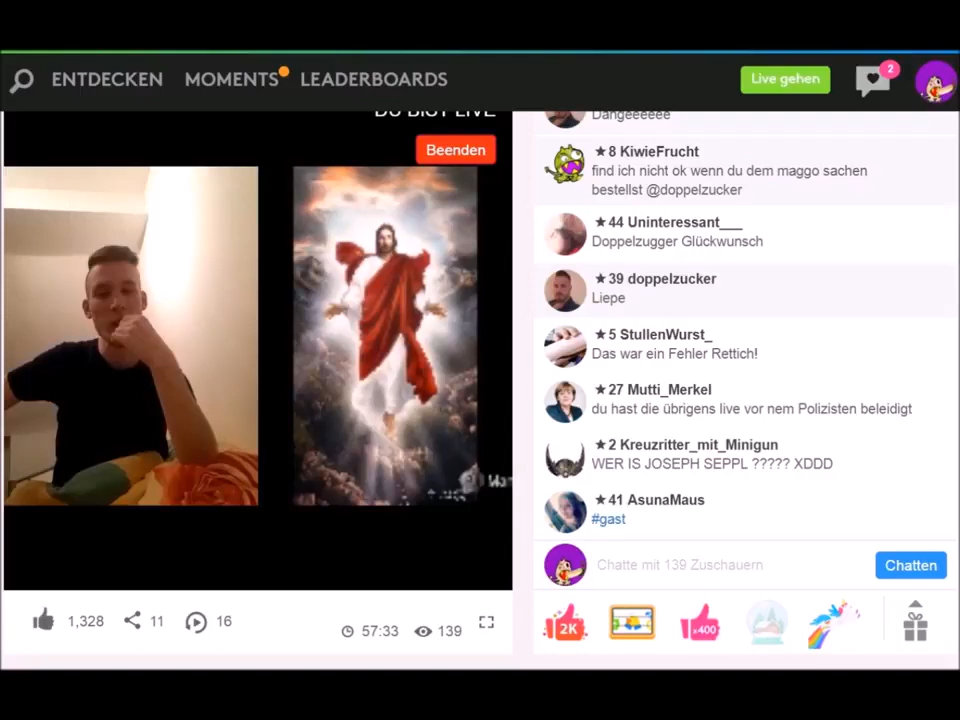 ENTDECKEN MOMENTS LEADERBOARDS Live gehen 2
DU BIST LIVE
Beenden
1,328 11 16
57:33 139
Dangeeeeee
★8 KiwieFrucht
find ich nicht ok wenn du dem maggo sachen
bestellst @doppelzucker
★44 Uninteressant___
Doppelzugger Glückwunsch
★39 doppelzucker
Liepe
★5 StullenWurst_
Das war ein Fehler Rettich!
★27 Mutti_Merkel
du hast die übrigens live vor nem Polizisten beleidigt
★2 Kreuzritter_mit_Minigun
WER IS JOSEPH SEPPL ????? XDDD
★41 AsunaMaus
#gast
Chatte mit 139 Zuschauern Chatten
2K x400